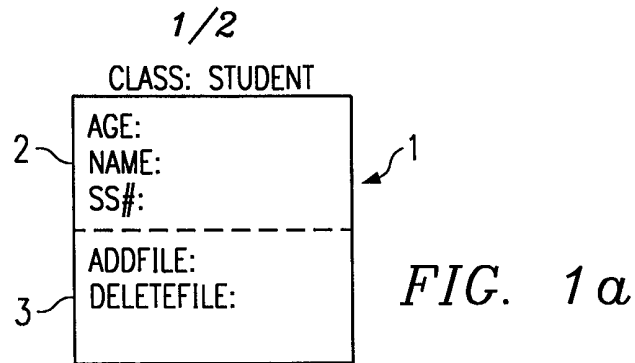 1/2
CLASS: STUDENT
AGE:
2
NAME:
1
SS#:
ADDFILE:
3
DELETEFILE:
FIG. 1a